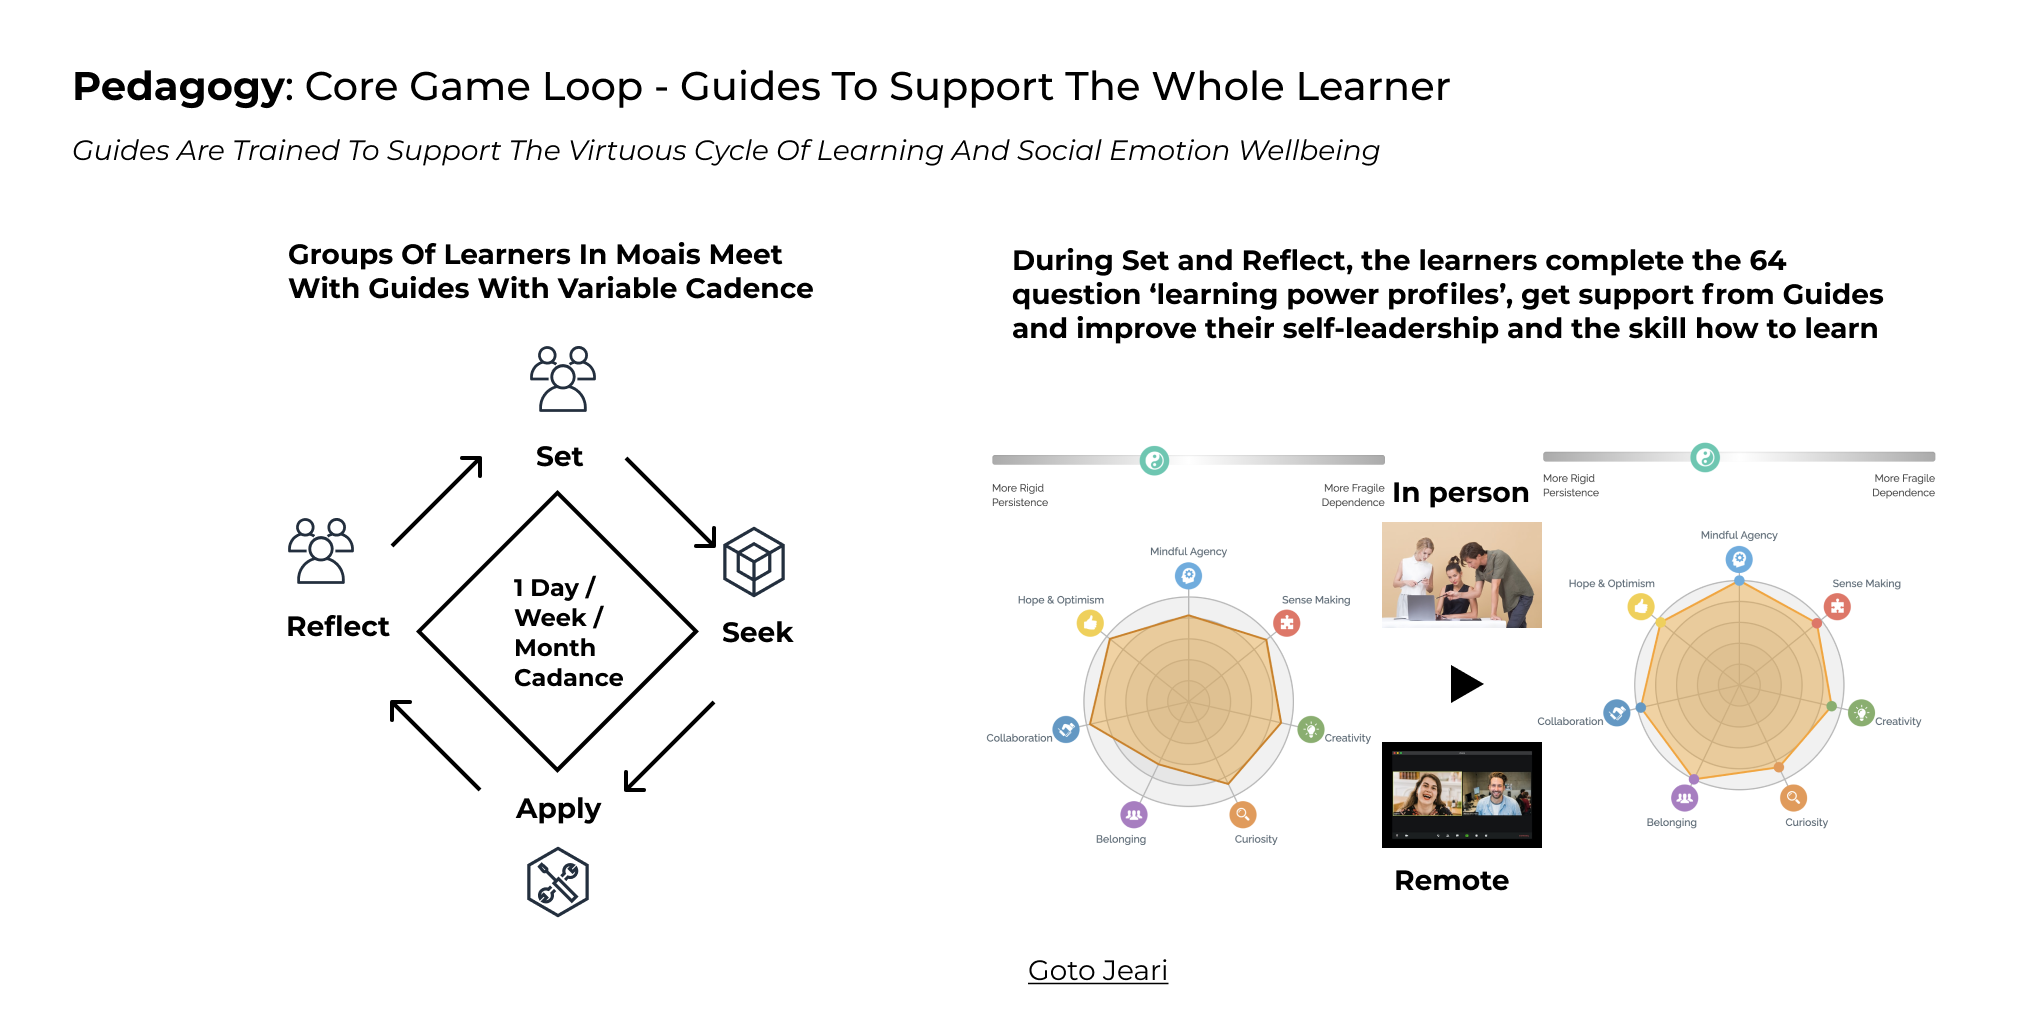 Pedagogy: Core Game Loop - Guides To Support The Whole Learner
Guides Are Trained To Support The Virtuous Cycle Of Learning And Social Emotion Wellbeing
Groups Of Learners In Moais Meet
With Guides With Variable Cadence
Set
Seek
Apply
Reflect
1 Day /
Week /
Month
Cadance
During Set and Reflect, the learners complete the 64
question ‘learning power profiles’, get support from Guides
and improve their self-leadership and the skill how to learn
More Rigid
Persistence
More Fragile
Dependence
Mindful Agency
Hope & Optimism
Sense Making
Collaboration
Creativity
Belonging
Curiosity
In person
Remote
More Rigid
Persistence
More Fragile
Dependence
Mindful Agency
Hope & Optimism
Sense Making
Collaboration
Creativity
Belonging
Curiosity
Goto Jeari